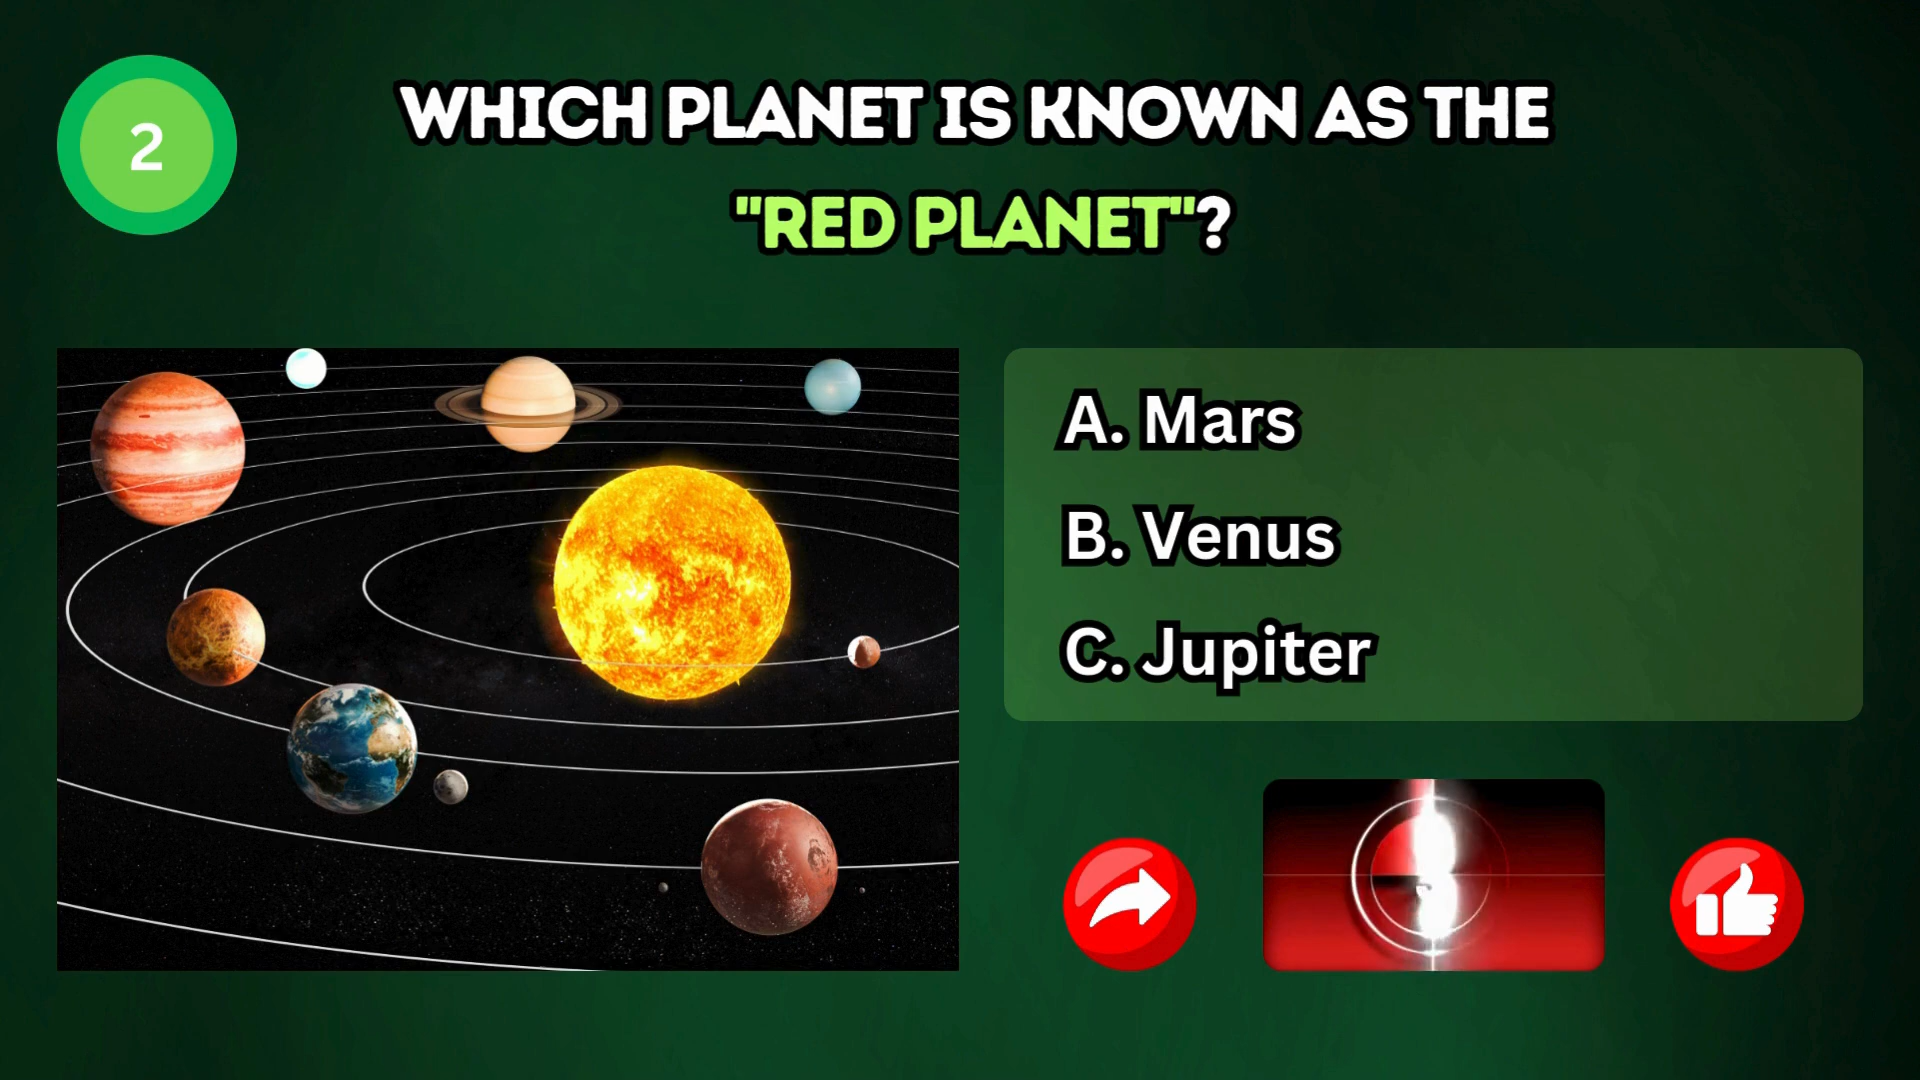 2
WHICH PLANET IS KNOWN AS THE
"RED PLANET"?
A. Mars
B. Venus
C. Jupiter